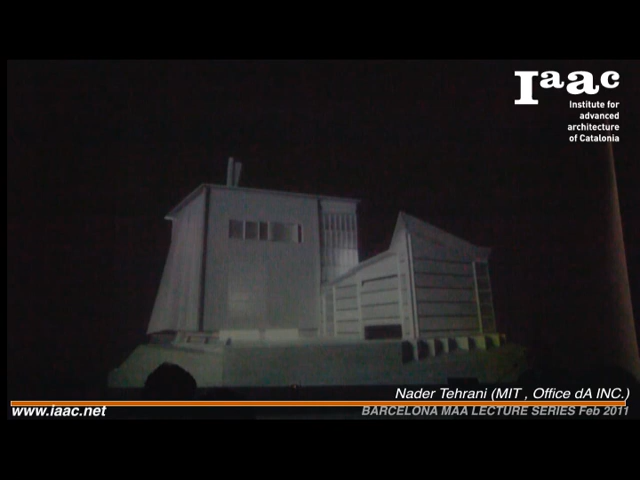 Iaac
Institute for
advanced
architecture
of Catalonia
Nader Tehrani (MIT , Office dA INC.)
www.iaac.net
BARCELONA MAA LECTURE SERIES Feb 2011